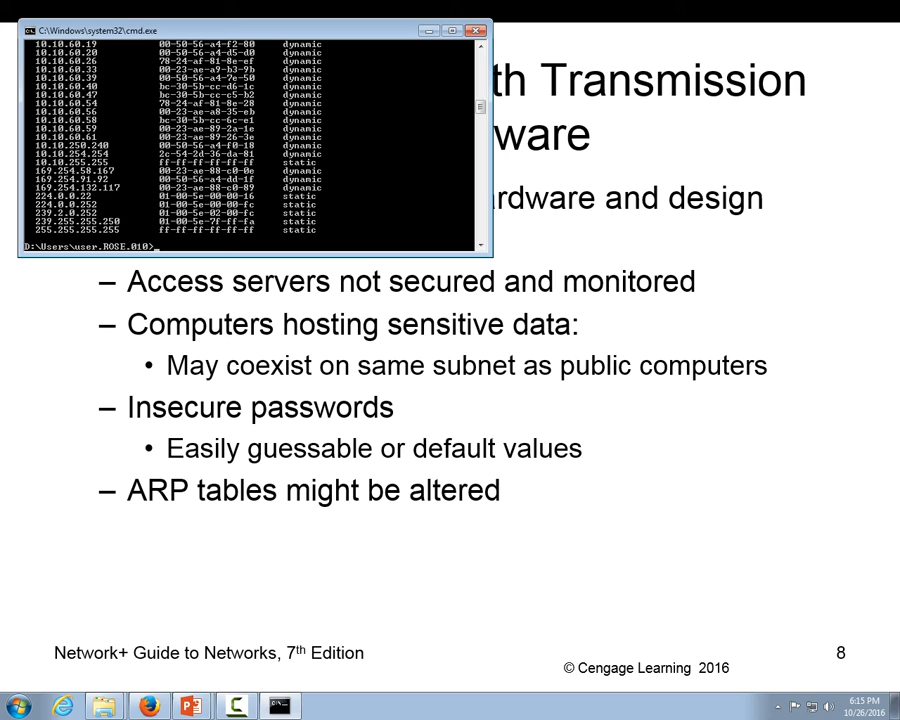 C:\Windows\system32\cmd.exe
10.10.60.19 00-50-56-a4-f2-80 dynamic
10.10.60.20 00-50-56-a4-d5-d0 dynamic
10.10.60.26 78-24-af-81-8e-ef dynamic
10.10.60.33 00-23-ae-a9-b3-9b dynamic
10.10.60.39 00-50-56-a4-7e-50 dynamic
10.10.60.40 bc-30-5b-cc-d6-1c dynamic
10.10.60.47 bc-30-5b-cc-c5-b2 dynamic
10.10.60.54 78-24-af-81-8e-28 dynamic
10.10.60.56 00-23-ae-a8-35-eb dynamic
10.10.60.58 bc-30-5b-cc-6c-e1 dynamic
10.10.60.59 00-23-ae-89-2a-1e dynamic
10.10.60.61 00-23-ae-89-26-3e dynamic
10.10.250.240 00-50-56-a4-f0-18 dynamic
10.10.254.254 2c-54-2d-36-da-81 dynamic
10.10.255.255 ff-ff-ff-ff-ff-ff static
169.254.58.167 00-23-ae-88-c0-0e dynamic
169.254.91.92 00-50-56-a4-dd-1f dynamic
169.254.132.117 00-23-ae-88-c0-89 dynamic
224.0.0.22 01-00-5e-00-00-16 static
224.0.0.252 01-00-5e-00-00-fc static
239.2.0.252 01-00-5e-02-00-fc static
239.255.255.250 01-00-5e-7f-ff-fa static
255.255.255.255 ff-ff-ff-ff-ff-ff static
D:\Users\user.ROSE.010>_
th Transmission
ware
rdware and design
– Access servers not secured and monitored
– Computers hosting sensitive data:
• May coexist on same subnet as public computers
– Insecure passwords
• Easily guessable or default values
– ARP tables might be altered
Network+ Guide to Networks, 7th Edition
© Cengage Learning 2016
8
6:15 PM
10/26/2016